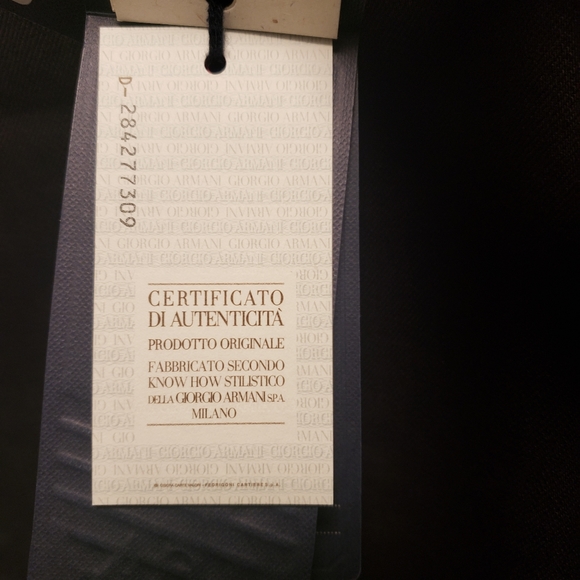 D-284277309
CERTIFICATO
DI AUTENTICITÀ
PRODOTTO ORIGINALE
FABBRICATO SECONDO
KNOW HOW STILISTICO
DELLA GIORGIO ARMANI S.P.A.
MILANO